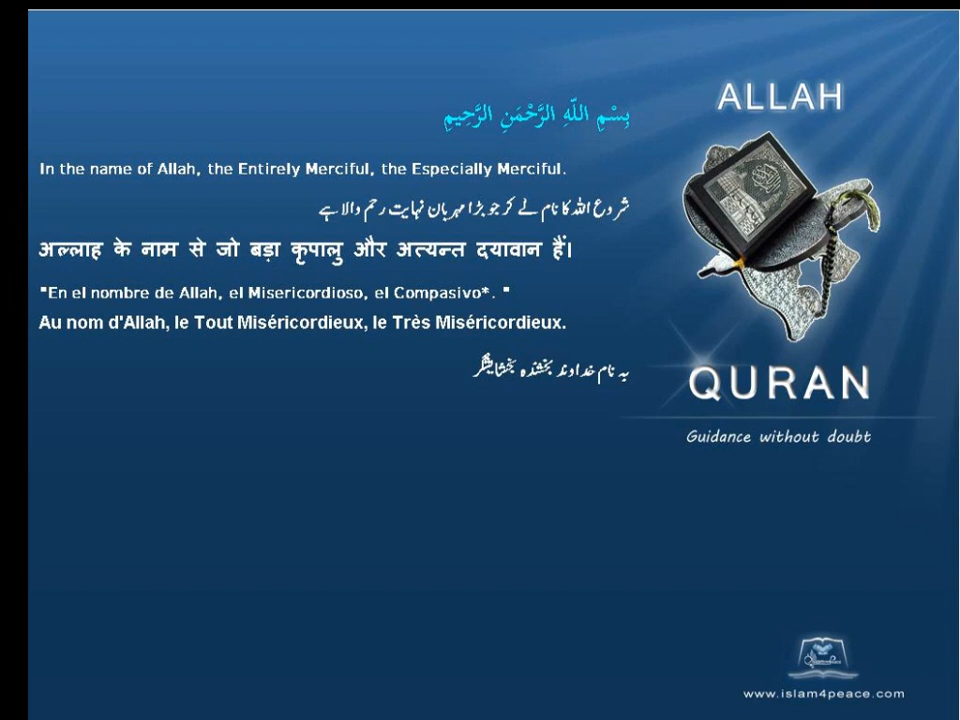 بِسْمِ اللّهِ الرَّحْمَنِ الرَّحِيمِ
In the name of Allah, the Entirely Merciful, the Especially Merciful.
شروع اللہ کا نام لے کر جو بڑا مہربان نہایت رحم والا ہے
अल्लाह के नाम से जो बड़ा कृपालु और अत्यन्त दयावान हैं।
"En el nombre de Allah, el Misericordioso, el Compasivo*. "
Au nom d'Allah, le Tout Miséricordieux, le Très Miséricordieux.
به نام خداوند بخشنده بخشایشگر
ALLAH
QURAN
Guidance without doubt
www.islam4peace.com